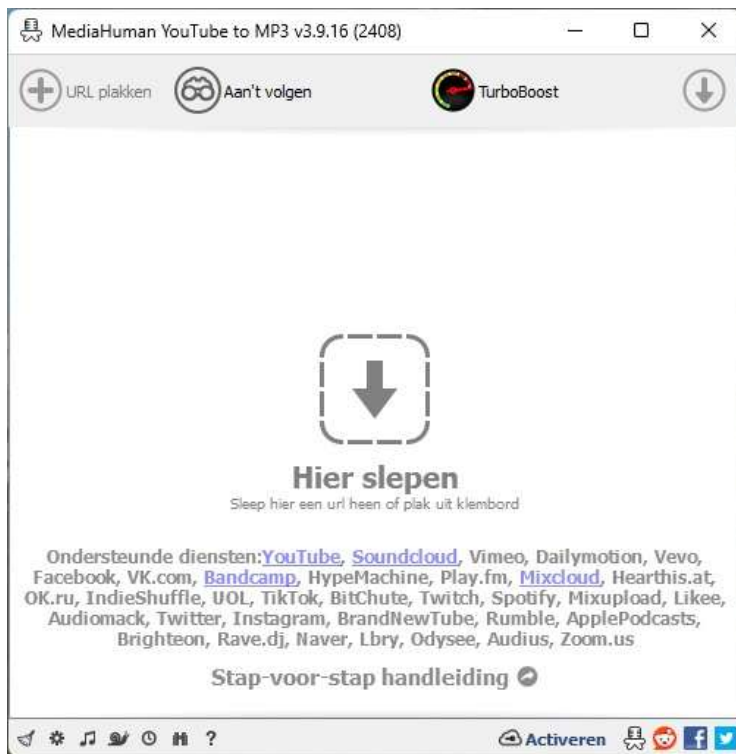 MediaHuman YouTube to MP3 v3.9.16 (2408)
URL plakken Aan't volgen TurboBoost
Hier slepen
Sleep hier een url heen of plak uit klembord
Ondersteunde diensten:YouTube, Soundcloud, Vimeo, Dailymotion, Vevo,
Facebook, VK.com, Bandcamp, HypeMachine, Play.fm, Mixcloud, Hearthis.at,
OK.ru, IndieShuffle, UOL, TikTok, BitChute, Twitch, Spotify, Mixupload, Likee,
Audiomack, Twitter, Instagram, BrandNewTube, Rumble, ApplePodcasts,
Brighteon, Rave.dj, Naver, Lbry, Odysee, Audius, Zoom.us
Stap-voor-stap handleiding
? Activeren